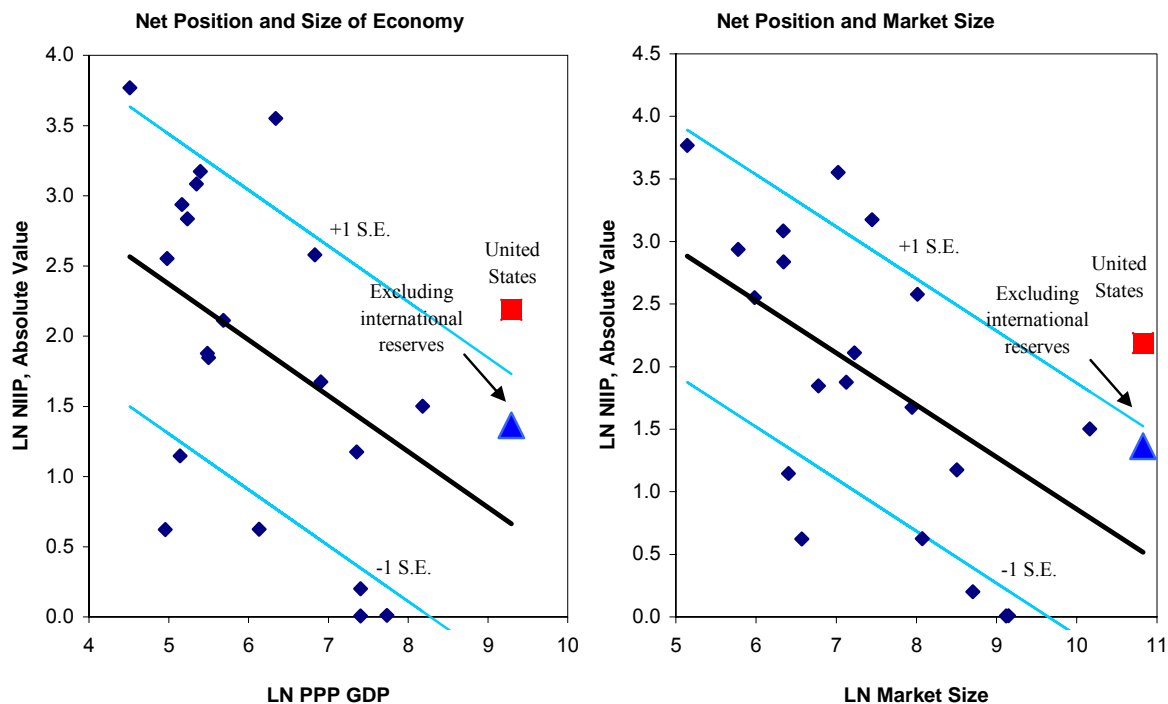 Net Position and Size of Economy
4.0
3.5
3.0
2.5
2.0
1.5
1.0
0.5
0.0
LN NIIP, Absolute Value
+1 S.E.
United
States
Excluding
international
reserves
-1 S.E.
4 5 6 7 8 9 10
LN PPP GDP
Net Position and Market Size
4.5
4.0
3.5
3.0
2.5
2.0
1.5
1.0
0.5
0.0
LN NIIP, Absolute Value
+1 S.E.
United
States
Excluding
international
reserves
-1 S.E.
5 6 7 8 9 10 11
LN Market Size